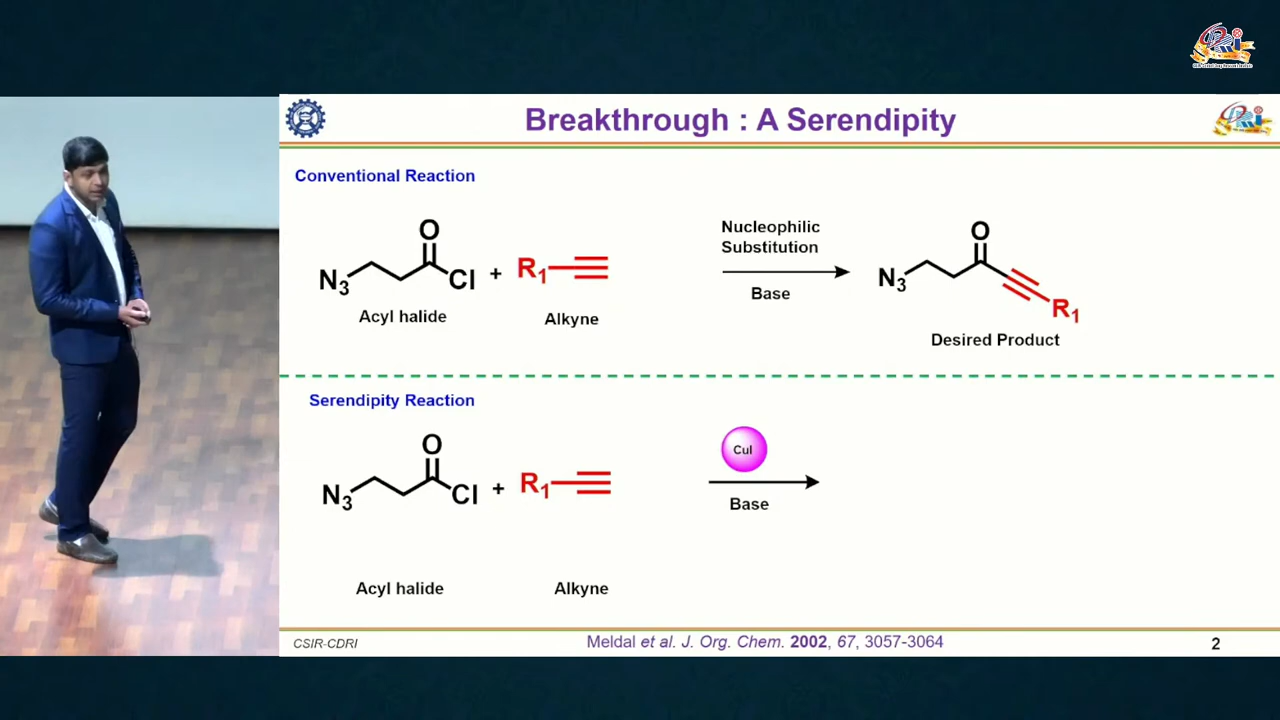 Breakthrough : A Serendipity
Conventional Reaction
O
N3
Cl
+
R1
Acyl halide
Alkyne
Nucleophilic
Substitution
Base
O
N3
R1
Desired Product
Serendipity Reaction
O
N3
Cl
+
R1
CuI
Base
Acyl halide
Alkyne
CSIR-CDRI
Meldal et al. J. Org. Chem. 2002, 67, 3057-3064
2